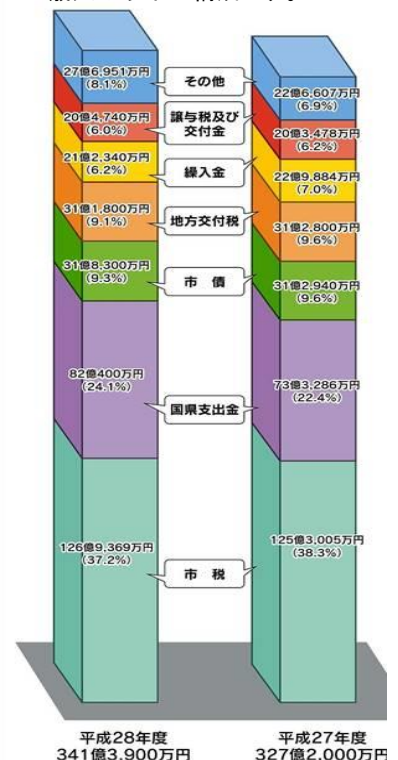 27億6,951万円
(8.1%)
20億4,740万円
(6.0%)
21億2,340万円
(6.2%)
31億1,800万円
(9.1%)
31億8,300万円
(9.3%)
82億400万円
(24.1%)
126億9,369万円
(37.2%)
その他
譲与税及び
交付金
繰入金
地方交付税
市 債
国県支出金
市 税
22億6,607万円
(6.9%)
20億3,478万円
(6.2%)
22億9,884万円
(7.0%)
31億2,800万円
(9.6%)
31億2,940万円
(9.6%)
73億3,286万円
(22.4%)
125億3,005万円
(38.3%)
平成28年度
341億3,900万円
平成27年度
327億2,000万円